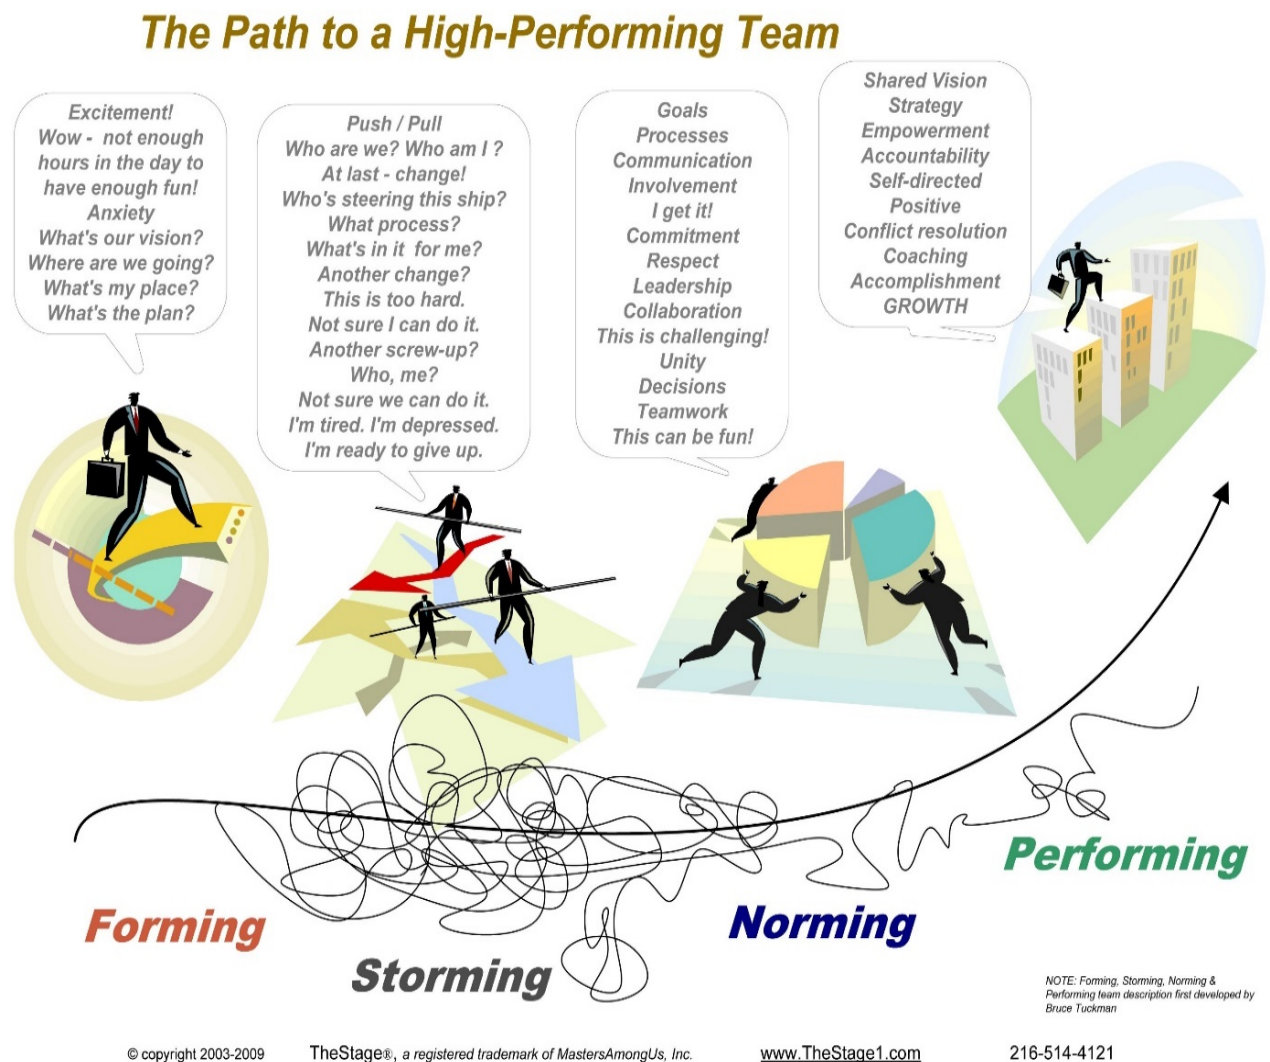 The Path to a High-Performing Team
Excitement!
Wow - not enough
hours in the day to
have enough fun!
Anxiety
What's our vision?
Where are we going?
What's my place?
What's the plan?
Push / Pull
Who are we? Who am I ?
At last - change!
Who's steering this ship?
What process?
What's in it for me?
Another change?
This is too hard.
Not sure I can do it.
Another screw-up?
Who, me?
Not sure we can do it.
I'm tired. I'm depressed.
I'm ready to give up.
Goals
Processes
Communication
Involvement
I get it!
Commitment
Respect
Leadership
Collaboration
This is challenging!
Unity
Decisions
Teamwork
This can be fun!
Shared Vision
Strategy
Empowerment
Accountability
Self-directed
Positive
Conflict resolution
Coaching
Accomplishment
GROWTH
Forming
Storming
Norming
Performing
NOTE: Forming, Storming, Norming &
Performing team description first developed by
Bruce Tuckman
© copyright 2003-2009 TheStage®, a registered trademark of MastersAmongUs, Inc. www.TheStage1.com 216-514-4121